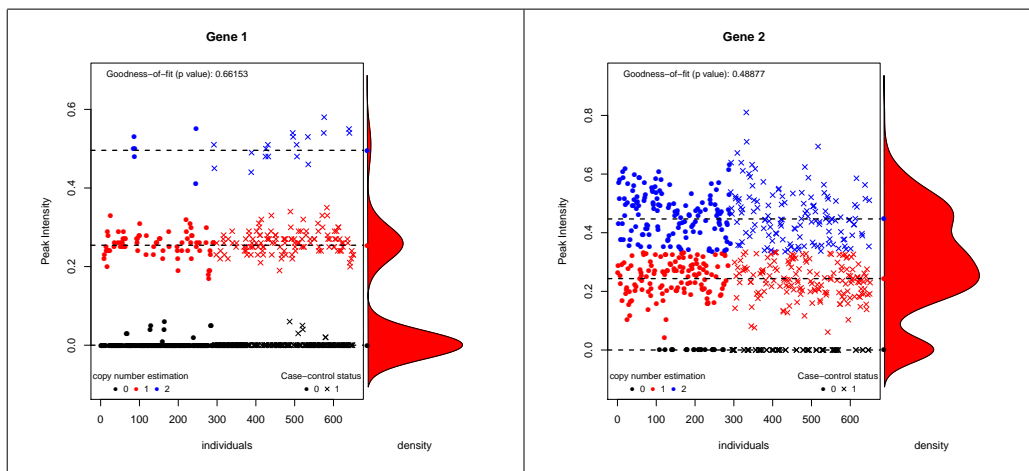 Gene 1
Goodness-of-fit (p value): 0.66153
Peak Intensity
0.6
0.4
0.2
0.0
copy number estimation
0 1 2
Case-control status
0 1
0 100 200 300 400 500 600
individuals
density
Gene 2
Goodness-of-fit (p value): 0.48877
Peak Intensity
0.8
0.6
0.4
0.2
0.0
copy number estimation
0 1 2
Case-control status
0 1
0 100 200 300 400 500 600
individuals
density